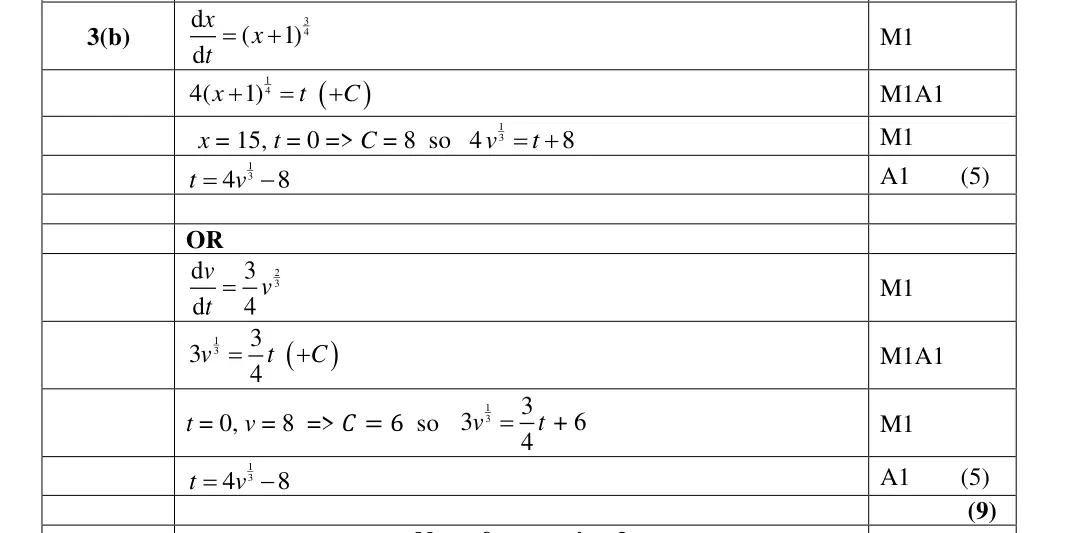 3(b) dx/dt = (x+1)^(3/4) M1
4(x+1)^(1/4) = t (+C) M1A1
x = 15, t = 0 => C = 8 so 4v^(1/3) = t + 8 M1
t = 4v^(1/3) – 8 A1 (5)
OR
dv/dt = 3/4 v^(2/3) M1
3v^(1/3) = 3/4 t (+C) M1A1
t = 0, v = 8 => C = 6 so 3v^(1/3) = 3/4 t + 6 M1
t = 4v^(1/3) – 8 A1 (5)
(9)